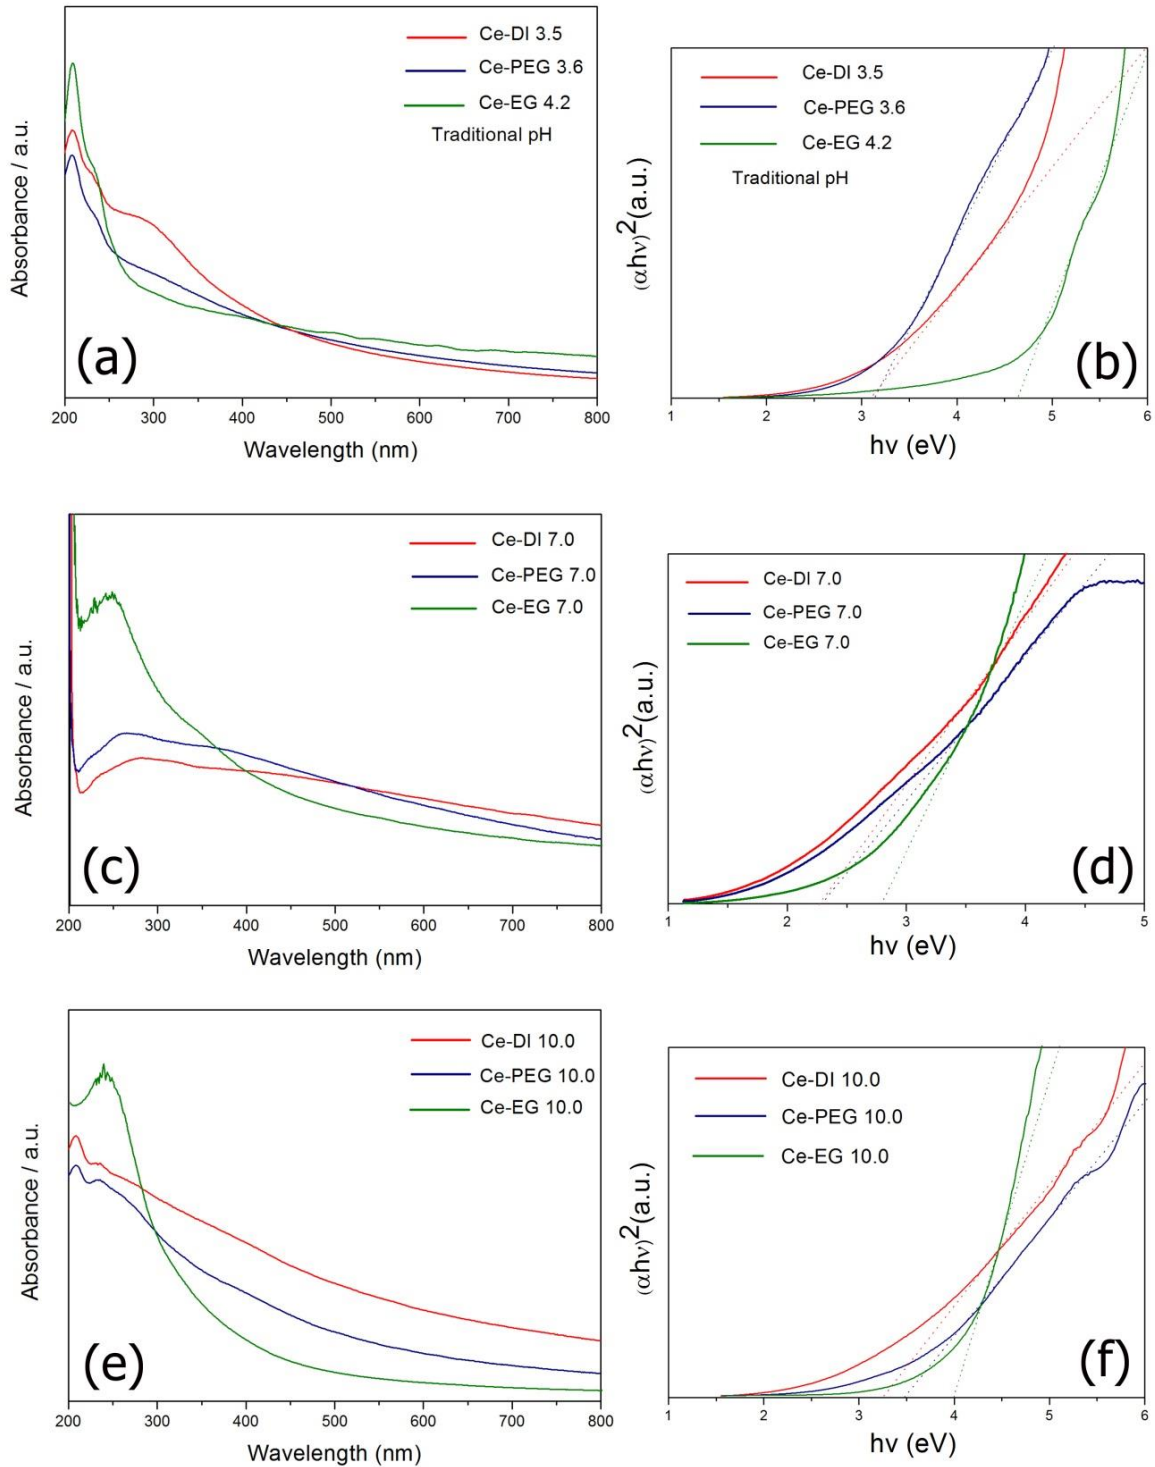 Absorbance / a.u.
Ce-DI 3.5
Ce-PEG 3.6
Ce-EG 4.2
Traditional pH
(a)
200 300 400 500 600 700 800
Wavelength (nm)
(αhν)²(a.u.)
Ce-DI 3.5
Ce-PEG 3.6
Ce-EG 4.2
Traditional pH
(b)
1 2 3 4 5 6
hν (eV)
Absorbance / a.u.
Ce-DI 7.0
Ce-PEG 7.0
Ce-EG 7.0
(c)
200 300 400 500 600 700 800
Wavelength (nm)
(αhν)²(a.u.)
Ce-DI 7.0
Ce-PEG 7.0
Ce-EG 7.0
(d)
1 2 3 4 5
hν (eV)
Absorbance / a.u.
Ce-DI 10.0
Ce-PEG 10.0
Ce-EG 10.0
(e)
200 300 400 500 600 700 800
Wavelength (nm)
(αhν)²(a.u.)
Ce-DI 10.0
Ce-PEG 10.0
Ce-EG 10.0
(f)
1 2 3 4 5 6
hν (eV)